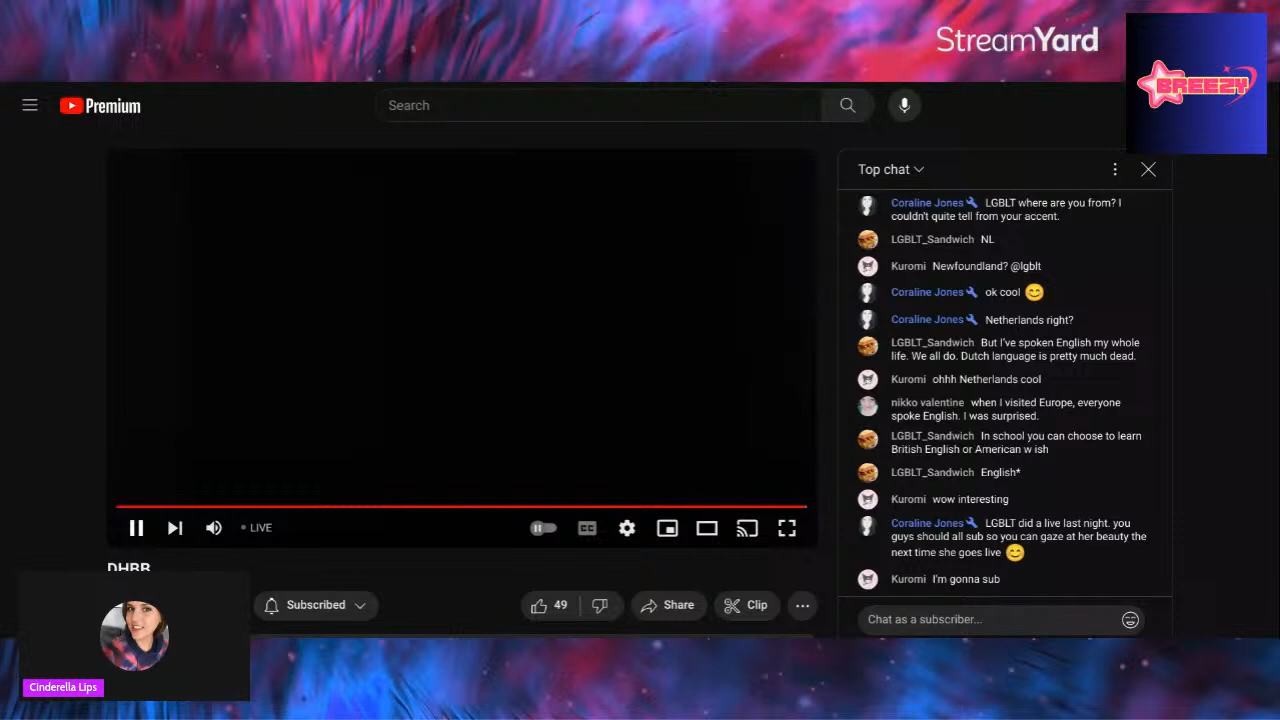 StreamYard
BREEZY
Premium
Search
Top chat
Coraline Jones LGBLT where are you from? I
couldn't quite tell from your accent.
LGBLT_Sandwich NL
Kuromi Newfoundland? @lgblt
Coraline Jones ok cool 😊
Coraline Jones Netherlands right?
LGBLT_Sandwich But I've spoken English my whole
life. We all do. Dutch language is pretty much dead.
Kuromi ohhh Netherlands cool
nikko valentine when I visited Europe, everyone
spoke English. I was surprised.
LGBLT_Sandwich In school you can choose to learn
British English or American w ish
LGBLT_Sandwich English*
Kuromi wow interesting
Coraline Jones LGBLT did a live last night. you
guys should all sub so you can gaze at her beauty the
next time she goes live 😊
Kuromi I'm gonna sub
Chat as a subscriber...
LIVE
CC
Subscribed
49
Share
Clip
Cinderella Lips